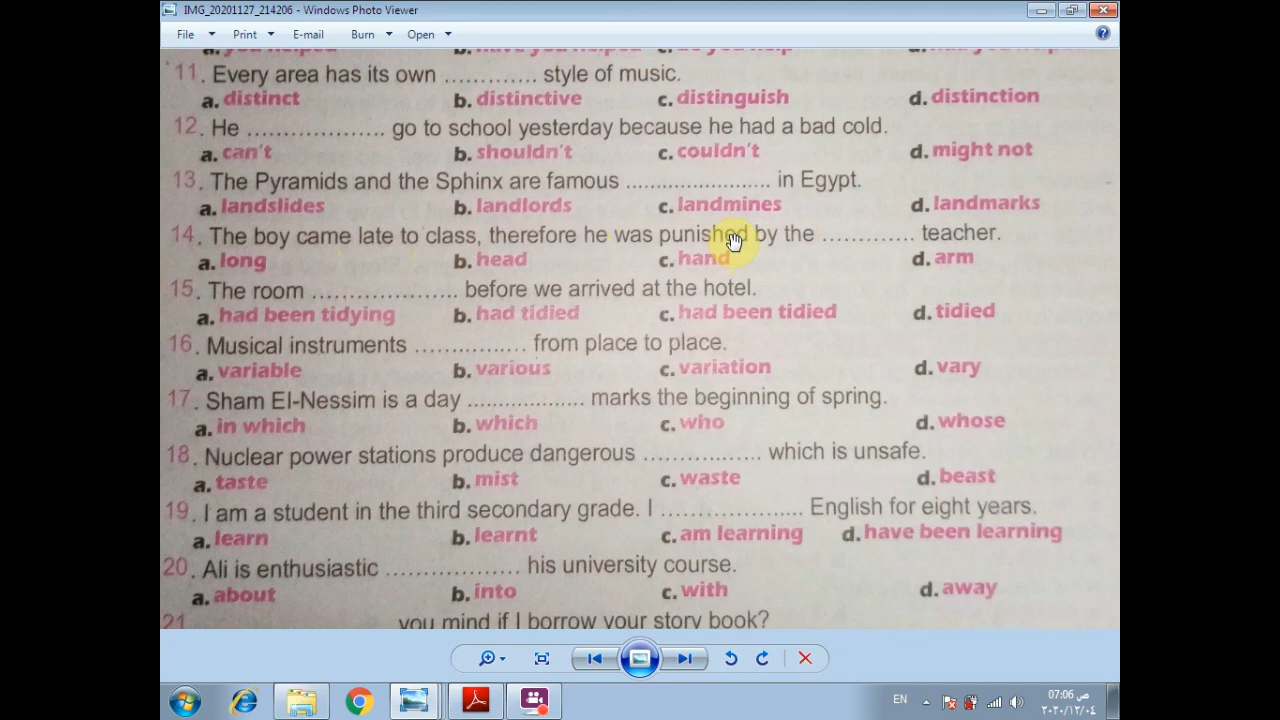 IMG_20201127_214206 - Windows Photo Viewer
File Print E-mail Burn Open
11. Every area has its own ............. style of music.
a. distinct b. distinctive c. distinguish d. distinction
12. He ................... go to school yesterday because he had a bad cold.
a. can't b. shouldn't c. couldn't d. might not
13. The Pyramids and the Sphinx are famous ........................ in Egypt.
a. landslides b. landlords c. landmines d. landmarks
14. The boy came late to class, therefore he was punished by the ............. teacher.
a. long b. head c. hand d. arm
15. The room ..................... before we arrived at the hotel.
a. had been tidying b. had tidied c. had been tidied d. tidied
16. Musical instruments ................ from place to place.
a. variable b. various c. variation d. vary
17. Sham El-Nessim is a day ................... marks the beginning of spring.
a. in which b. which c. who d. whose
18. Nuclear power stations produce dangerous ................. which is unsafe.
a. taste b. mist c. waste d. beast
19. I am a student in the third secondary grade. I ..................... English for eight years.
a. learn b. learnt c. am learning d. have been learning
20. Ali is enthusiastic .................. his university course.
a. about b. into c. with d. away
21 you mind if I borrow your story book?
EN
07:06 ص
٢٠٢٠/١٢/٠٤